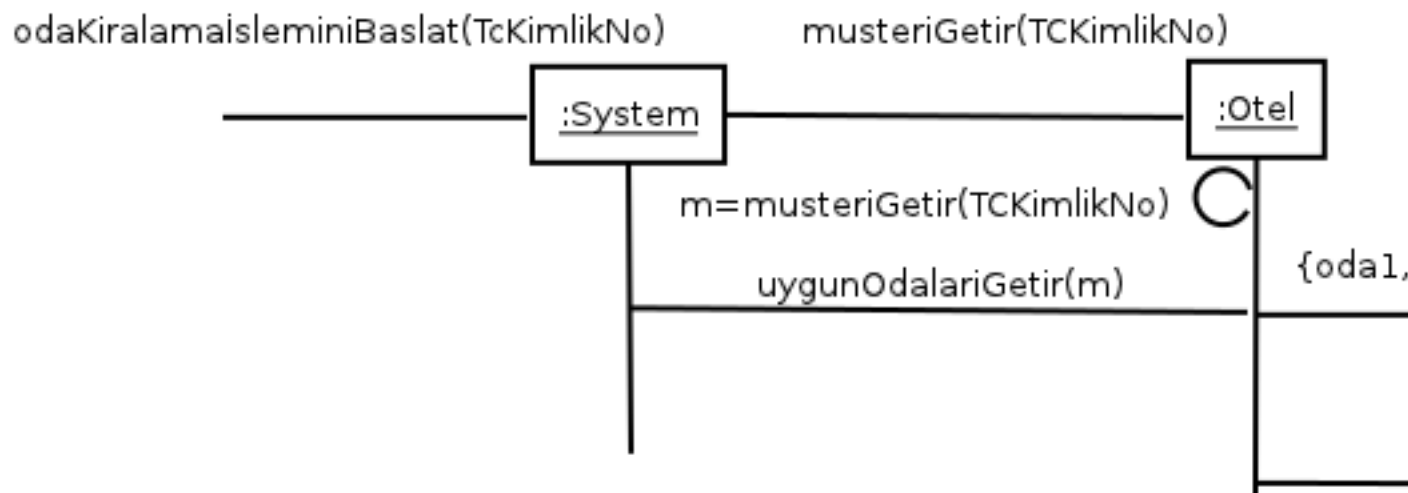 odaKiralamaİsleminiBaslat(TcKimlikNo)
musteriGetir(TCKimlikNo)
:System
:Otel
m=musteriGetir(TCKimlikNo)
uygunOdalariGetir(m)
{oda1,